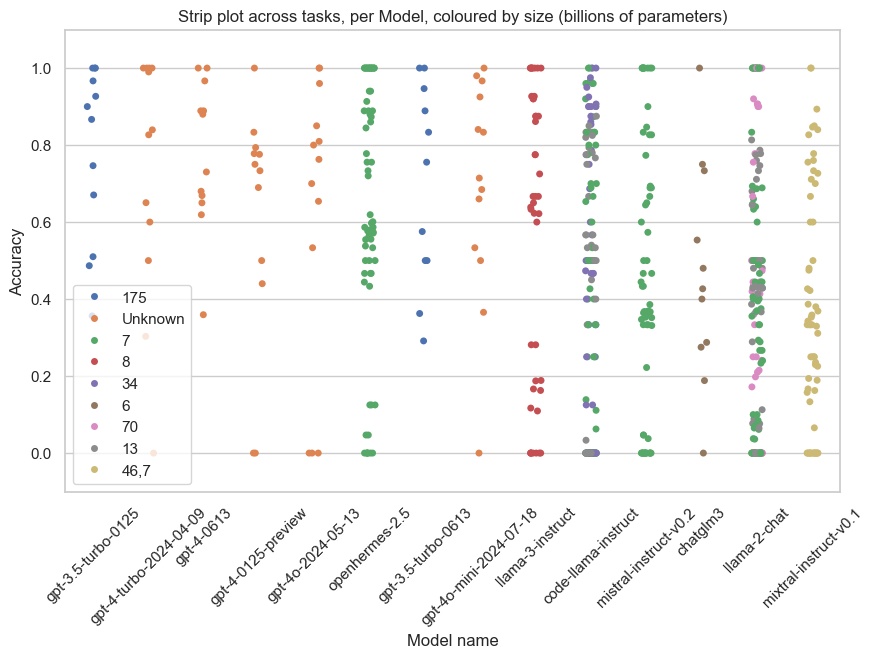 Strip plot across tasks, per Model, coloured by size (billions of parameters)
Accuracy
1.0
0.8
0.6
0.4
0.2
0.0
175
Unknown
7
8
34
6
70
13
46,7
gpt-3.5-turbo-0125
gpt-4-turbo-2024-04-09
gpt-4-0613
gpt-4-0125-preview
gpt-4o-2024-05-13
openhermes-2.5
gpt-3.5-turbo-0613
gpt-4o-mini-2024-07-18
llama-3-instruct
code-llama-instruct
mistral-instruct-v0.2
chatglm3
llama-2-chat
mixtral-instruct-v0.1
Model name